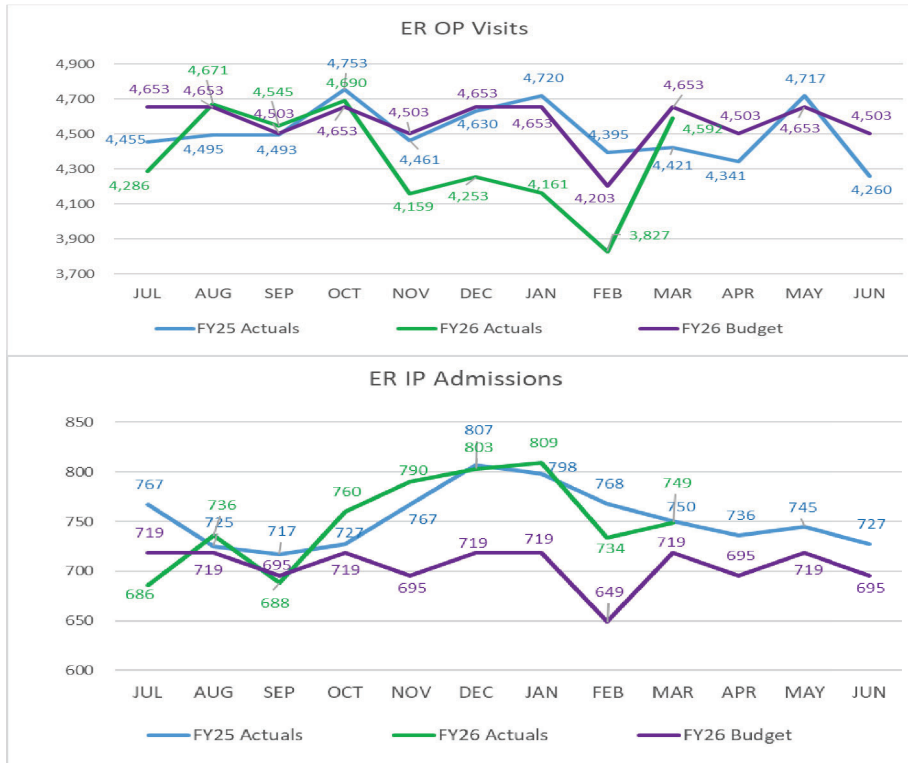 ER OP Visits
4,900
4,700
4,500
4,300
4,100
3,900
3,700
4,653 4,671 4,653 4,545 4,503 4,753 4,690 4,653 4,503 4,653 4,720 4,653 4,717 4,503
4,455 4,495 4,493 4,653 4,461 4,630 4,653 4,395 4,592 4,421 4,341 4,503 4,653 4,260
4,286 4,159 4,253 4,161 4,203 3,827
JUL AUG SEP OCT NOV DEC JAN FEB MAR APR MAY JUN
FY25 Actuals FY26 Actuals FY26 Budget
ER IP Admissions
850
800
750
700
650
600
767 736 717 760 790 807 803 809 798 768 749 750 736 745 727
719 725 695 727 767 719 719 734 719 695 719 695
686 719 688 719 695 649
JUL AUG SEP OCT NOV DEC JAN FEB MAR APR MAY JUN
FY25 Actuals FY26 Actuals FY26 Budget